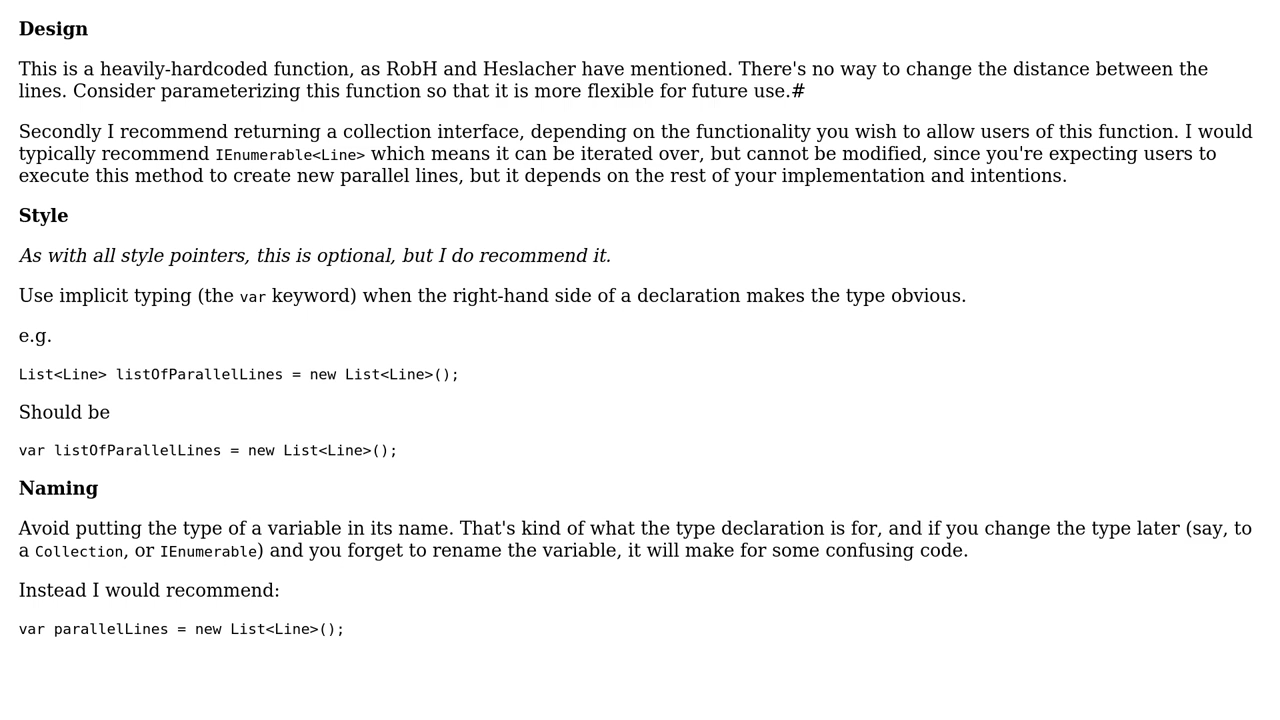 Design
This is a heavily-hardcoded function, as RobH and Heslacher have mentioned. There's no way to change the distance between the
lines. Consider parameterizing this function so that it is more flexible for future use.#
Secondly I recommend returning a collection interface, depending on the functionality you wish to allow users of this function. I would
typically recommend IEnumerable<Line> which means it can be iterated over, but cannot be modified, since you're expecting users to
execute this method to create new parallel lines, but it depends on the rest of your implementation and intentions.
Style
As with all style pointers, this is optional, but I do recommend it.
Use implicit typing (the var keyword) when the right-hand side of a declaration makes the type obvious.
e.g.
List<Line> listOfParallelLines = new List<Line>();
Should be
var listOfParallelLines = new List<Line>();
Naming
Avoid putting the type of a variable in its name. That's kind of what the type declaration is for, and if you change the type later (say, to
a Collection, or IEnumerable) and you forget to rename the variable, it will make for some confusing code.
Instead I would recommend:
var parallelLines = new List<Line>();